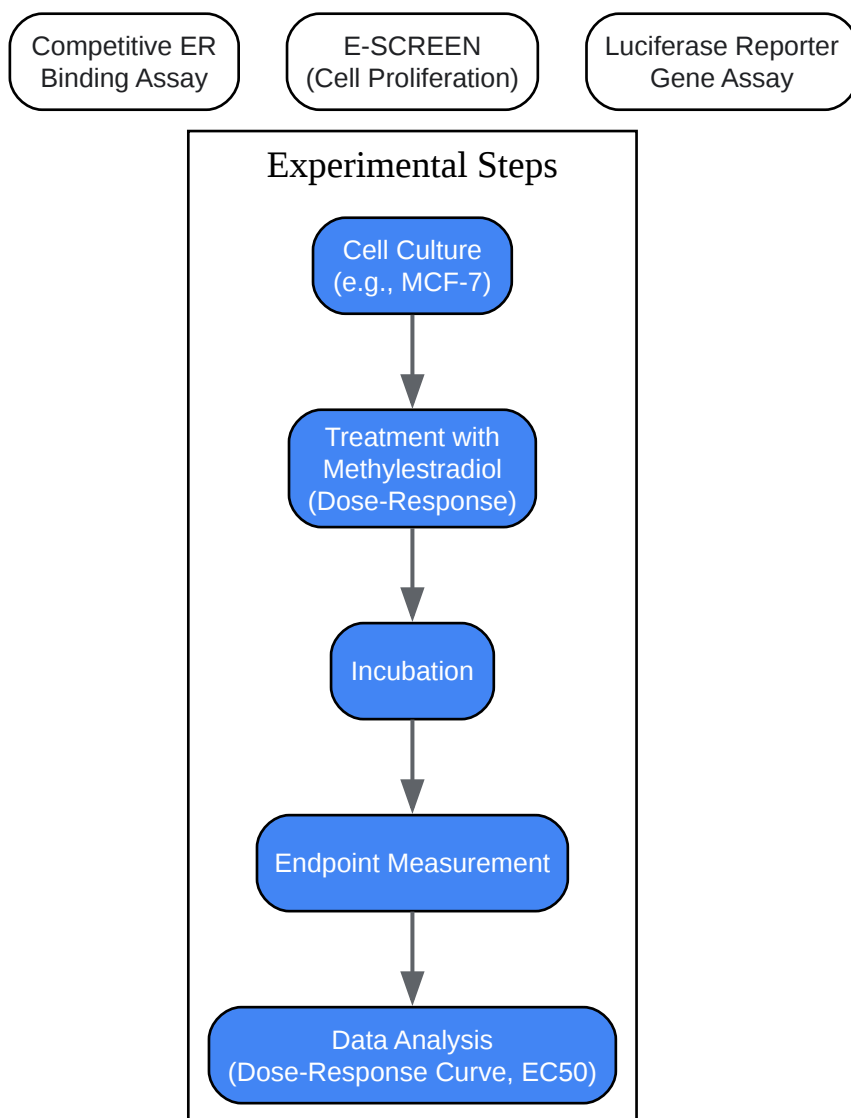 Competitive ER
Binding Assay
E-SCREEN
(Cell Proliferation)
Luciferase Reporter
Gene Assay
Experimental Steps
Cell Culture
(e.g., MCF-7)
Treatment with
Methylestradiol
(Dose-Response)
Incubation
Endpoint Measurement
Data Analysis
(Dose-Response Curve, EC50)